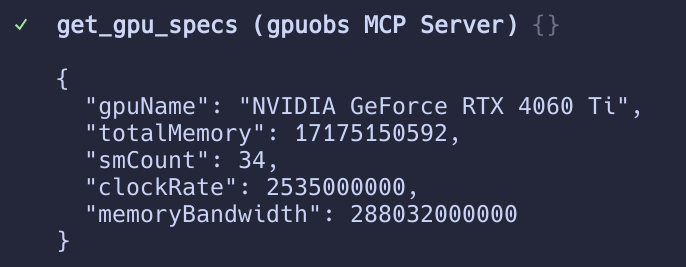 ✓ get_gpu_specs (gpuobs MCP Server) {}
{
  "gpuName": "NVIDIA GeForce RTX 4060 Ti",
  "totalMemory": 17175150592,
  "smCount": 34,
  "clockRate": 2535000000,
  "memoryBandwidth": 288032000000
}